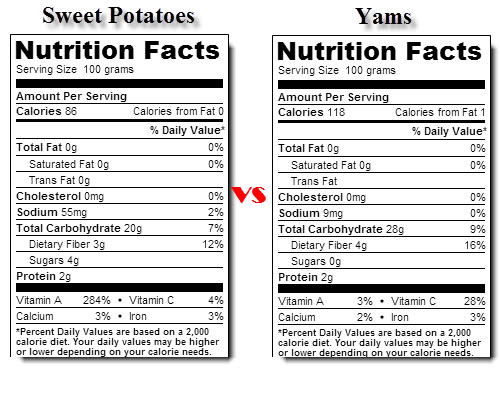 Sweet Potatoes
Nutrition Facts
Serving Size 100 grams
Amount Per Serving
Calories 86 Calories from Fat 0
% Daily Value*
Total Fat 0g 0%
Saturated Fat 0g 0%
Trans Fat 0g
Cholesterol 0mg 0%
Sodium 55mg 2%
Total Carbohydrate 20g 7%
Dietary Fiber 3g 12%
Sugars 4g
Protein 2g
Vitamin A 284% • Vitamin C 4%
Calcium 3% • Iron 3%
*Percent Daily Values are based on a 2,000
calorie diet. Your daily values may be higher
or lower depending on your calorie needs.
vs
Yams
Nutrition Facts
Serving Size 100 grams
Amount Per Serving
Calories 118 Calories from Fat 1
% Daily Value*
Total Fat 0g 0%
Saturated Fat 0g 0%
Trans Fat
Cholesterol 0mg 0%
Sodium 9mg 0%
Total Carbohydrate 28g 9%
Dietary Fiber 4g 16%
Sugars 0g
Protein 2g
Vitamin A 3% • Vitamin C 28%
Calcium 2% • Iron 3%
*Percent Daily Values are based on a 2,000
calorie diet. Your daily values may be higher
or lower depending on your calorie needs.